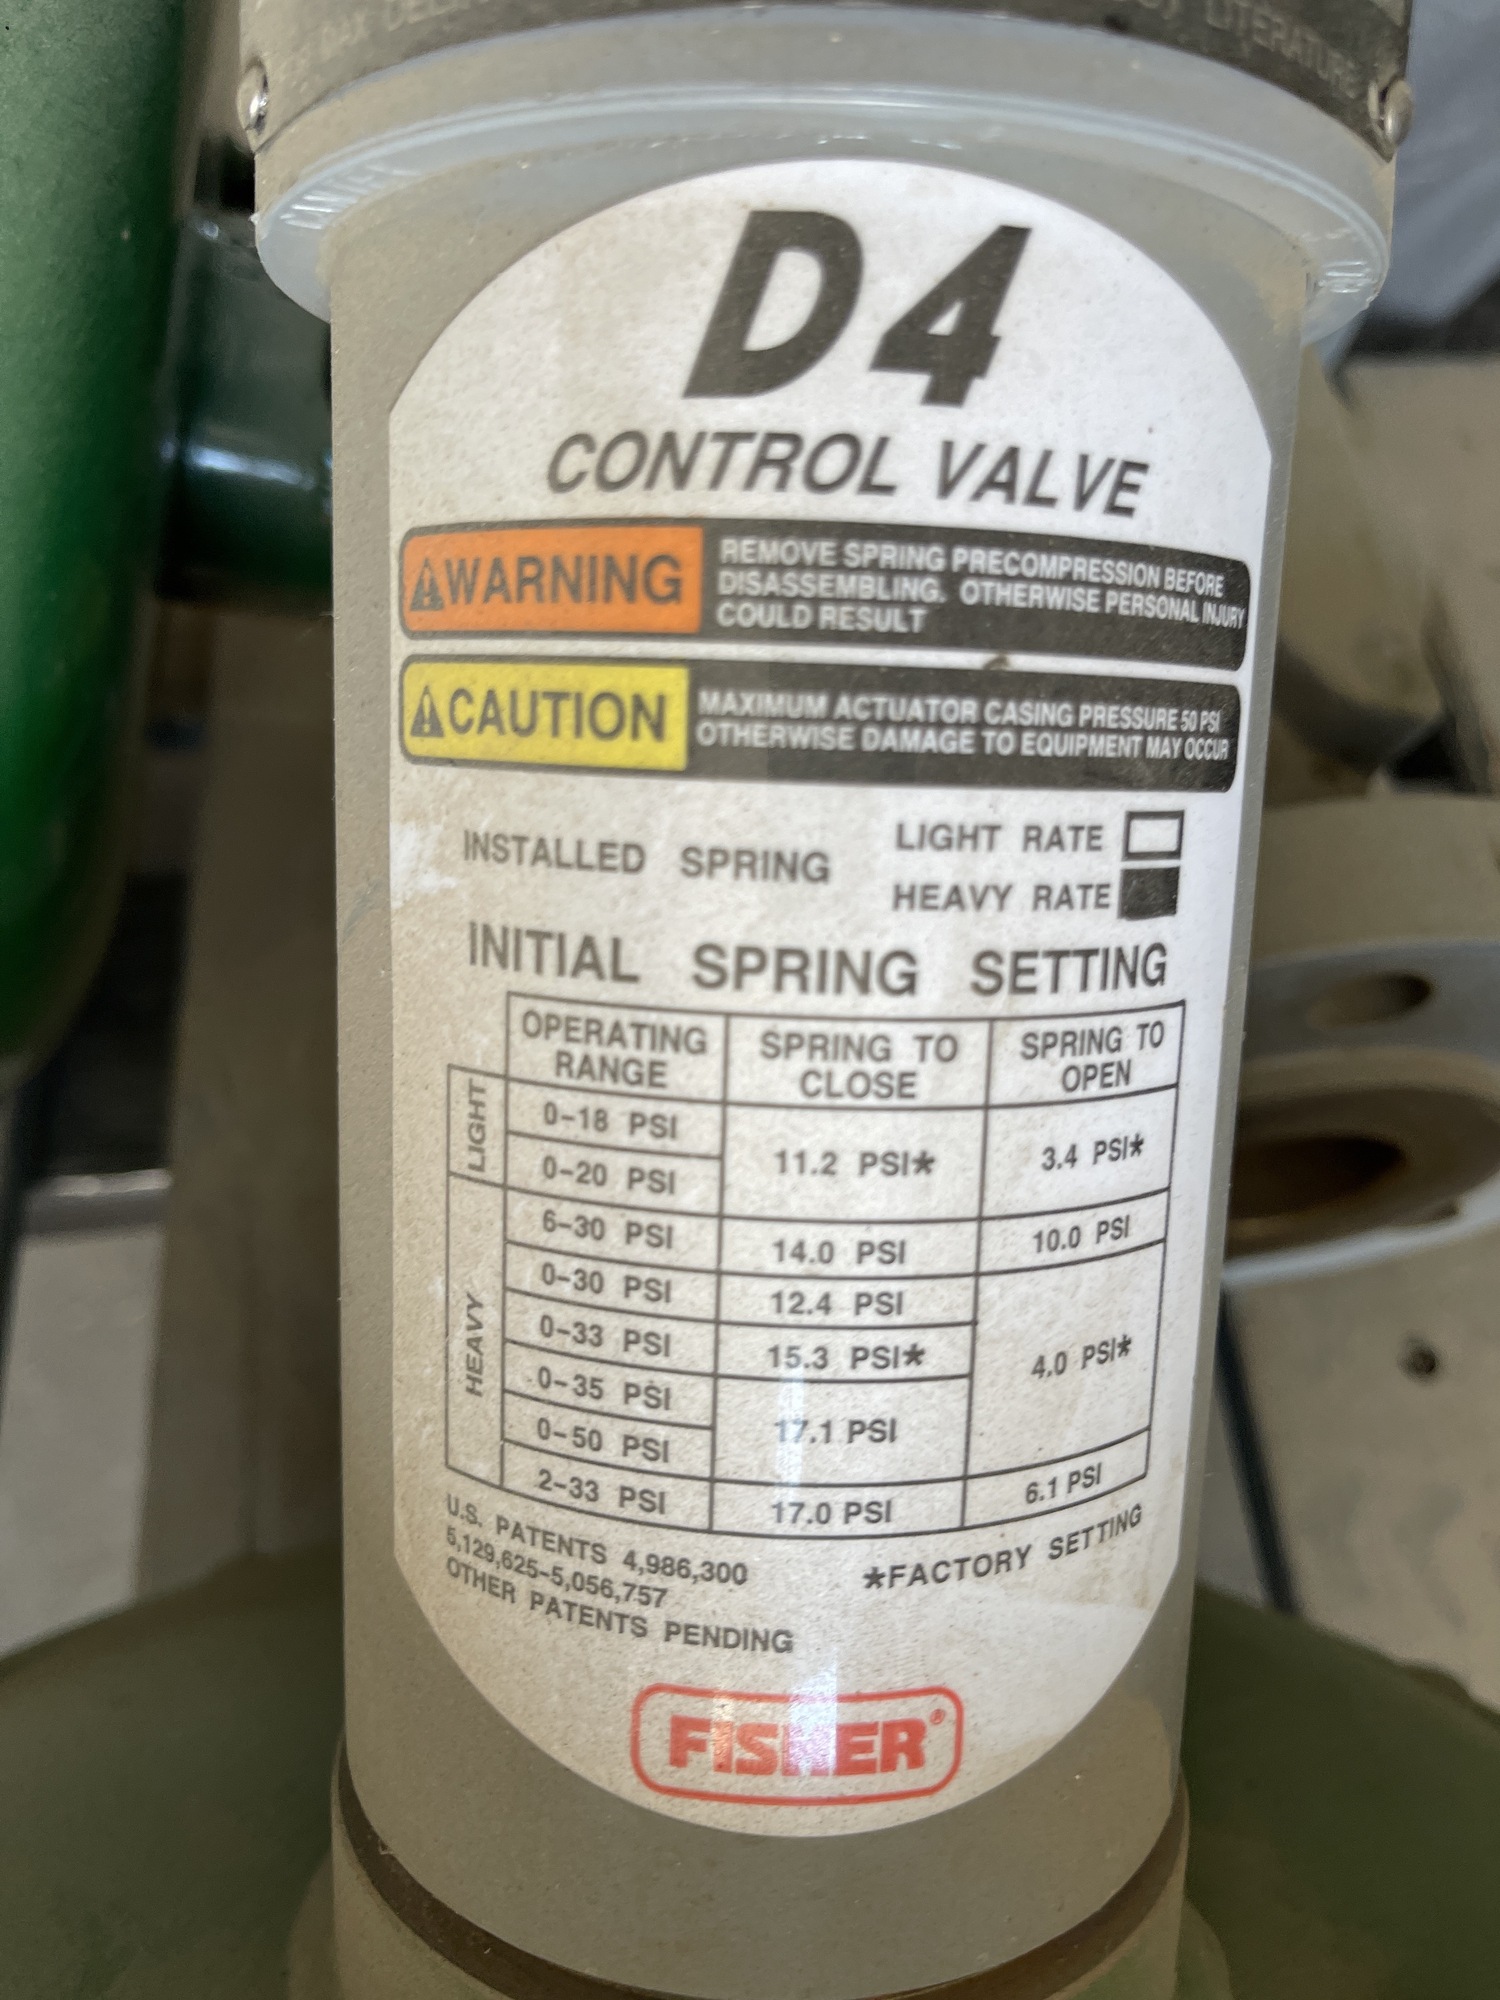 LITERATURE
D4
CONTROL VALVE
WARNING
REMOVE SPRING PRECOMPRESSION BEFORE
DISASSEMBLING. OTHERWISE PERSONAL INJURY
COULD RESULT
CAUTION
MAXIMUM ACTUATOR CASING PRESSURE 50 PSI
OTHERWISE DAMAGE TO EQUIPMENT MAY OCCUR
INSTALLED SPRING
LIGHT RATE
HEAVY RATE
INITIAL SPRING SETTING
OPERATING
RANGE
SPRING TO
CLOSE
SPRING TO
OPEN
LIGHT
0-18 PSI
0-20 PSI
11.2 PSI*
3.4 PSI*
HEAVY
6-30 PSI
14.0 PSI
10.0 PSI
0-30 PSI
12.4 PSI
0-33 PSI
15.3 PSI*
4.0 PSI*
0-35 PSI
0-50 PSI
17.1 PSI
2-33 PSI
17.0 PSI
6.1 PSI
U.S. PATENTS 4,986,300
5,129,625-5,056,757
OTHER PATENTS PENDING
*FACTORY SETTING
FISHER®